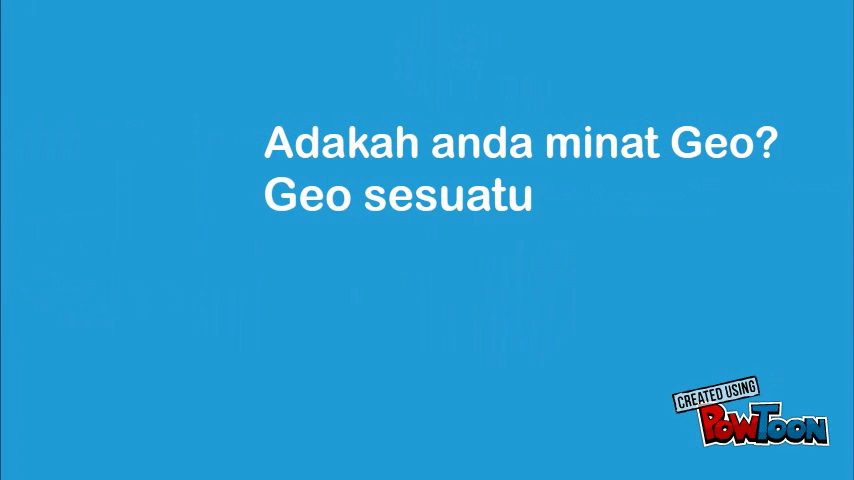 Adakah anda minat Geo?
Geo sesuatu
CREATED USING
POWTOON